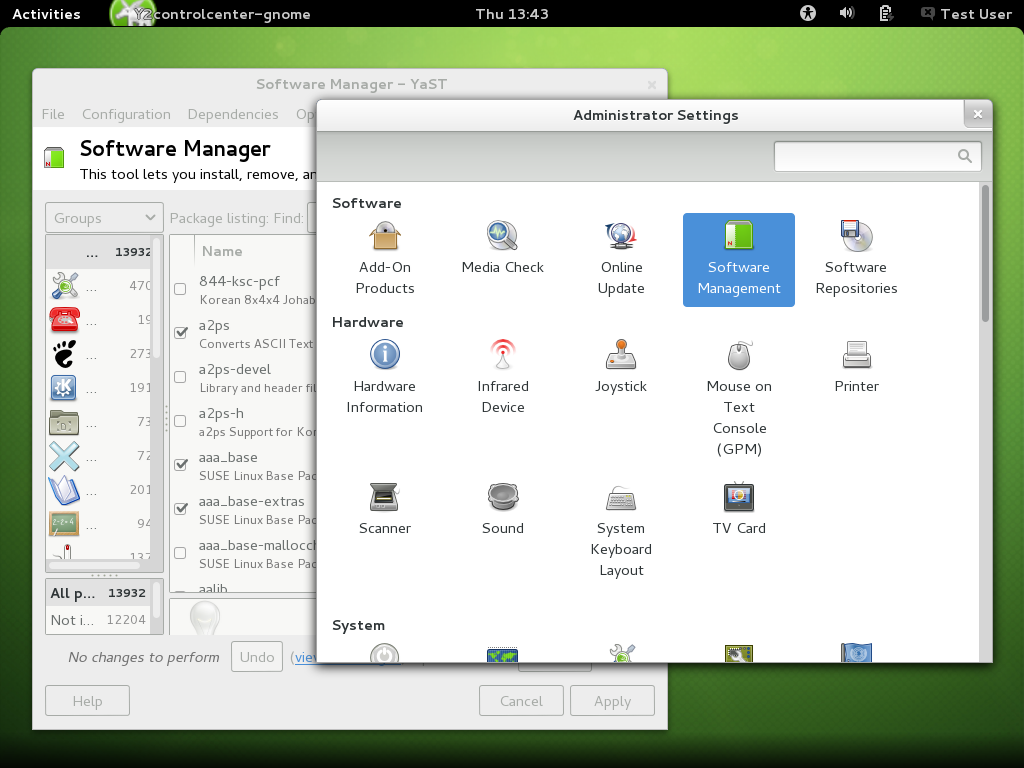 Activities
Y2controlcenter-gnome
Thu 13:43
Test User
Software Manager - YaST
File Configuration Dependencies Op
Software Manager
This tool lets you install, remove, an
Groups
Package listing: Find:
... 13932
Name
... 470
... 19
... 273
... 191
... 73
... 72
... 201
... 94
137
844-ksc-pcf
Korean 8x4x4 Johab
a2ps
Converts ASCII Text
a2ps-devel
Library and header fil
a2ps-h
a2ps Support for Kor
aaa_base
SUSE Linux Base Pac
aaa_base-extras
SUSE Linux Base Pac
aaa_base-malloccl
SUSE Linux Base Pac
aalib
All p... 13932
Not i... 12204
No changes to perform
Undo
(vie
Help
Cancel
Apply
Administrator Settings
Software
Add-On
Products
Media Check
Online
Update
Software
Management
Software
Repositories
Hardware
Hardware
Information
Infrared
Device
Joystick
Mouse on
Text
Console
(GPM)
Printer
Scanner
Sound
System
Keyboard
Layout
TV Card
System